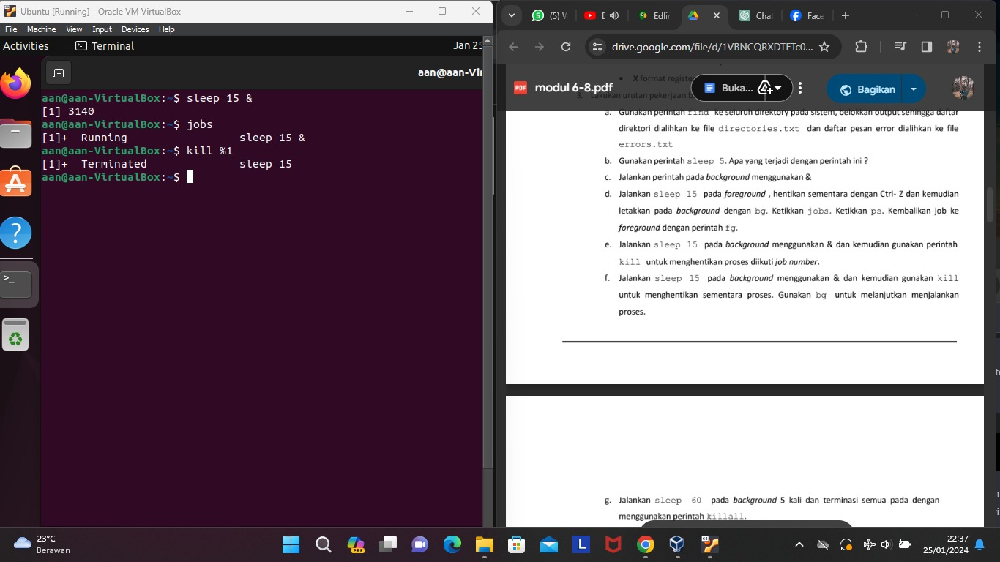 Ubuntu [Running] - Oracle VM VirtualBox
File Machine View Input Devices Help
Activities
Terminal
Jan 25
aan@aan-Vir
aan@aan-VirtualBox:~$ sleep 15 &
[1] 3140
aan@aan-VirtualBox:~$ jobs
[1]+ Running sleep 15 &
aan@aan-VirtualBox:~$ kill %1
[1]+ Terminated sleep 15
aan@aan-VirtualBox:~$
(5) W
Edlin
Cha
Face
drive.google.com/file/d/1VBNCQRXDTETc0...
X format register
PDF modul 6-8.pdf
Buka...
Bagikan
3. Lakukan urutan pekerjaan b
a. Gunakan perintah find ke seluruh direktory pada sistem, belokkan output sehingga daftar
direktori dialihkan ke file directories.txt dan daftar pesan error dialihkan ke file
errors.txt
b. Gunakan perintah sleep 5. Apa yang terjadi dengan perintah ini ?
c. Jalankan perintah pada background menggunakan &
d. Jalankan sleep 15 pada foreground , hentikan sementara dengan Ctrl- Z dan kemudian
letakkan pada background dengan bg. Ketikkan jobs. Ketikkan ps. Kembalikan job ke
foreground dengan perintah fg.
e. Jalankan sleep 15 pada background menggunakan & dan kemudian gunakan perintah
kill untuk menghentikan proses diikuti job number.
f. Jalankan sleep 15 pada background menggunakan & dan kemudian gunakan kill
untuk menghentikan sementara proses. Gunakan bg untuk melanjutkan menjalankan
proses.
g. Jalankan sleep 60 pada background 5 kali dan terminasi semua pada dengan
menggunakan perintah killall.
23°C
Berawan
PRE
L
22:37
25/01/2024